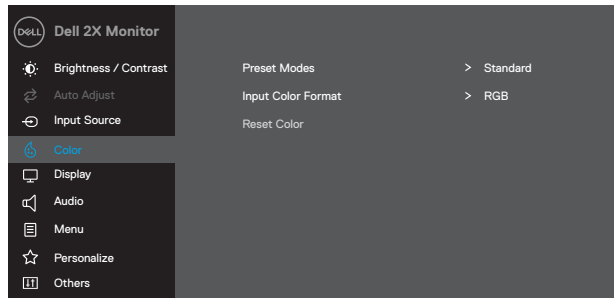 DELL Dell 2X Monitor
Brightness / Contrast Preset Modes > Standard
Auto Adjust Input Color Format > RGB
Input Source Reset Color
Color
Display
Audio
Menu
Personalize
Others